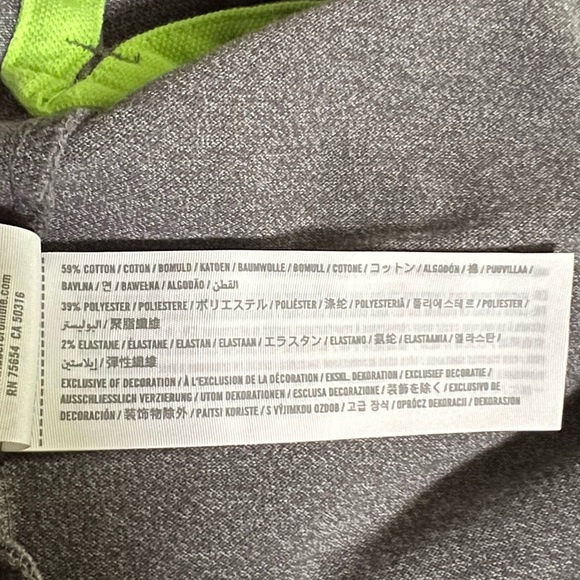 59% COTTON / COTON / BOMULD / KATOEN / BAUMWOLLE / BOMULL / COTONE / コットン / ALGODÓN / 棉 / PUUVILLAA /
BAVLNA / 면 / BAWEŁNA / ALGODÃO / القطن
39% POLYESTER / POLIESTERE / ポリエステル / POLIÉSTER / 涤纶 / POLYESTERIÄ / 폴리에스테르 / POLIESTER /
البوليستر / 聚脂纖維
2% ELASTANE / ÉLASTANE / ELASTAN / ELASTAAN / エラスタン / ELASTANO / 氨纶 / ELASTAANIA / 엘라스탄 /
إيلاستين / 彈性纖維
EXCLUSIVE OF DECORATION / À L'EXCLUSION DE LA DÉCORATION / EKSKL. DEKORATION / EXCLUSIEF DECORATIE /
AUSSCHLIESSLICH VERZIERUNG / UTOM DEKORATIONEN / ESCLUSA DECORAZIONE / 装飾を除く / EXCLUSIVO DE
DECORACIÓN / 装饰物除外 / PAITSI KORISTE / S VÝJIMKOU OZDOB / 고급 장식 / OPRÓCZ DEKORACJI / DEKORASJON
RN 75654 CA 50316